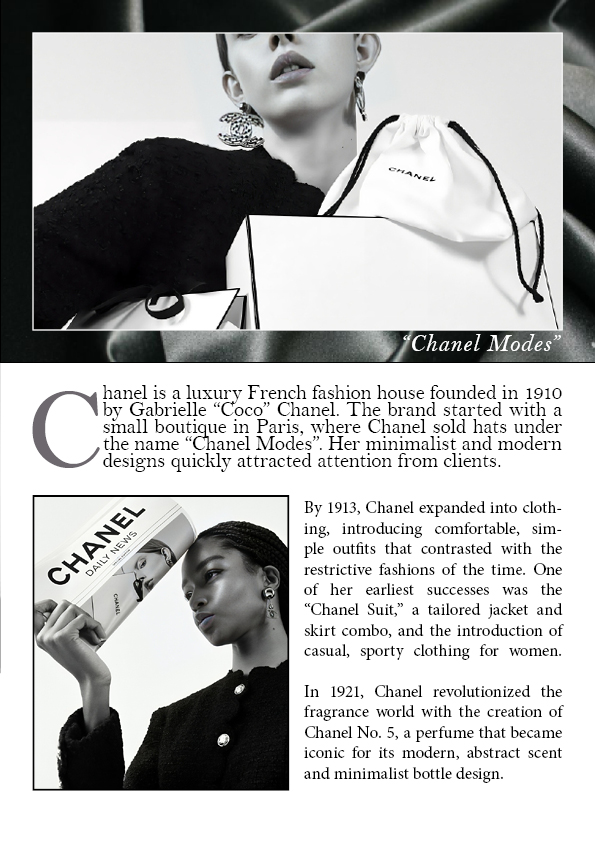 CHANEL
“Chanel Modes”
Chanel is a luxury French fashion house founded in 1910
by Gabrielle “Coco” Chanel. The brand started with a
small boutique in Paris, where Chanel sold hats under
the name “Chanel Modes”. Her minimalist and modern
designs quickly attracted attention from clients.
CHANEL
DAILY NEWS
CHANEL
By 1913, Chanel expanded into cloth-
ing, introducing comfortable, sim-
ple outfits that contrasted with the
restrictive fashions of the time. One
of her earliest successes was the
“Chanel Suit,” a tailored jacket and
skirt combo, and the introduction of
casual, sporty clothing for women.
In 1921, Chanel revolutionized the
fragrance world with the creation of
Chanel No. 5, a perfume that became
iconic for its modern, abstract scent
and minimalist bottle design.